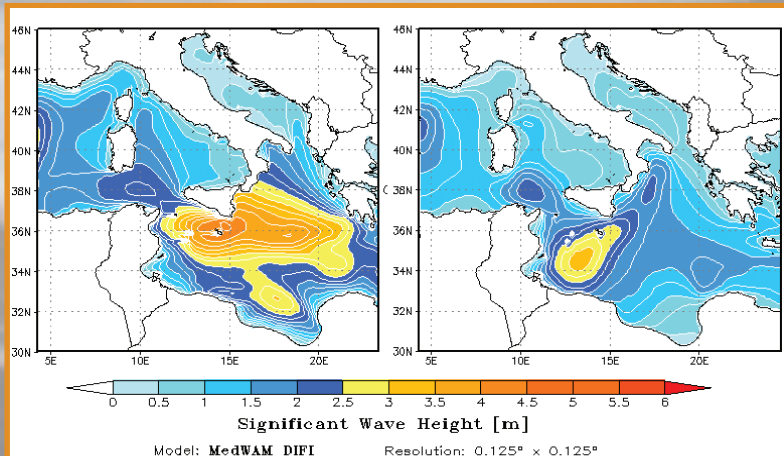 46N 46N
44N 44N
42N 42N
40N 40N
38N 38N
36N 36N
34N 34N
32N 32N
30N 30N
5E 10E 15E 20E 5E 10E 15E 20E
0 0.5 1 1.5 2 2.5 3 3.5 4 4.5 5 5.5 6
Significant Wave Height [m]
Model: MedWAM DIFI Resolution: 0.125° × 0.125°